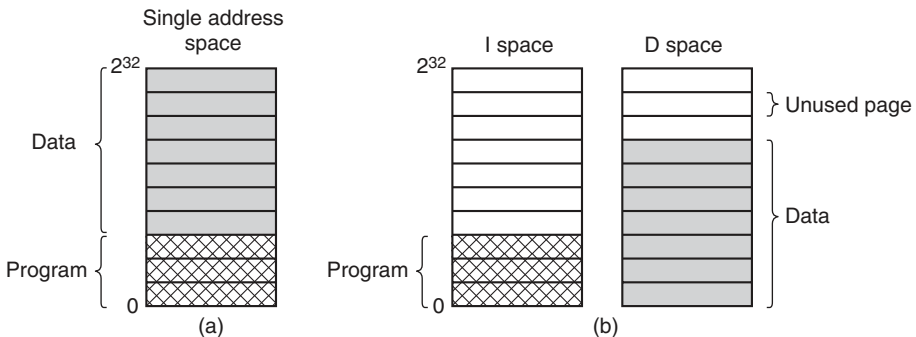 Single address
space
2³²
Data
Program
0
(a)
I space
D space
2³²
Unused page
Data
Program
0
(b)